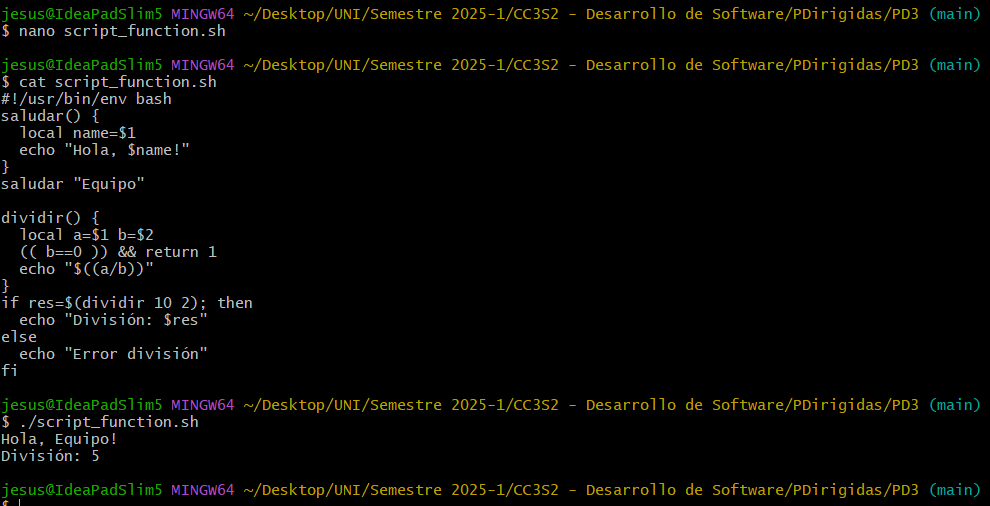 jesus@IdeaPadSlim5 MINGW64 ~/Desktop/UNI/Semestre 2025-1/CC3S2 - Desarrollo de Software/PDirigidas/PD3 (main)
$ nano script_function.sh

jesus@IdeaPadSlim5 MINGW64 ~/Desktop/UNI/Semestre 2025-1/CC3S2 - Desarrollo de Software/PDirigidas/PD3 (main)
$ cat script_function.sh
#!/usr/bin/env bash
saludar() {
  local name=$1
  echo "Hola, $name!"
}
saludar "Equipo"

dividir() {
  local a=$1 b=$2
  (( b==0 )) && return 1
  echo "$((a/b))"
}
if res=$(dividir 10 2); then
  echo "División: $res"
else
  echo "Error división"
fi

jesus@IdeaPadSlim5 MINGW64 ~/Desktop/UNI/Semestre 2025-1/CC3S2 - Desarrollo de Software/PDirigidas/PD3 (main)
$ ./script_function.sh
Hola, Equipo!
División: 5

jesus@IdeaPadSlim5 MINGW64 ~/Desktop/UNI/Semestre 2025-1/CC3S2 - Desarrollo de Software/PDirigidas/PD3 (main)
$